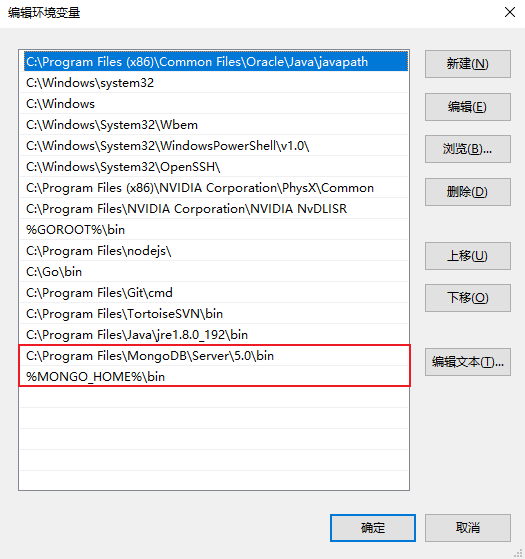 编辑环境变量
C:\Program Files (x86)\Common Files\Oracle\Java\javapath
C:\Windows\system32
C:\Windows
C:\Windows\System32\Wbem
C:\Windows\System32\WindowsPowerShell\v1.0\
C:\Windows\System32\OpenSSH\
C:\Program Files (x86)\NVIDIA Corporation\PhysX\Common
C:\Program Files\NVIDIA Corporation\NVIDIA NvDLISR
%GOROOT%\bin
C:\Program Files\nodejs\
C:\Go\bin
C:\Program Files\Git\cmd
C:\Program Files\TortoiseSVN\bin
C:\Program Files\Java\jre1.8.0_192\bin
C:\Program Files\MongoDB\Server\5.0\bin
%MONGO_HOME%\bin
新建(N)
编辑(E)
浏览(B)...
删除(D)
上移(U)
下移(O)
编辑文本(T)...
确定
取消